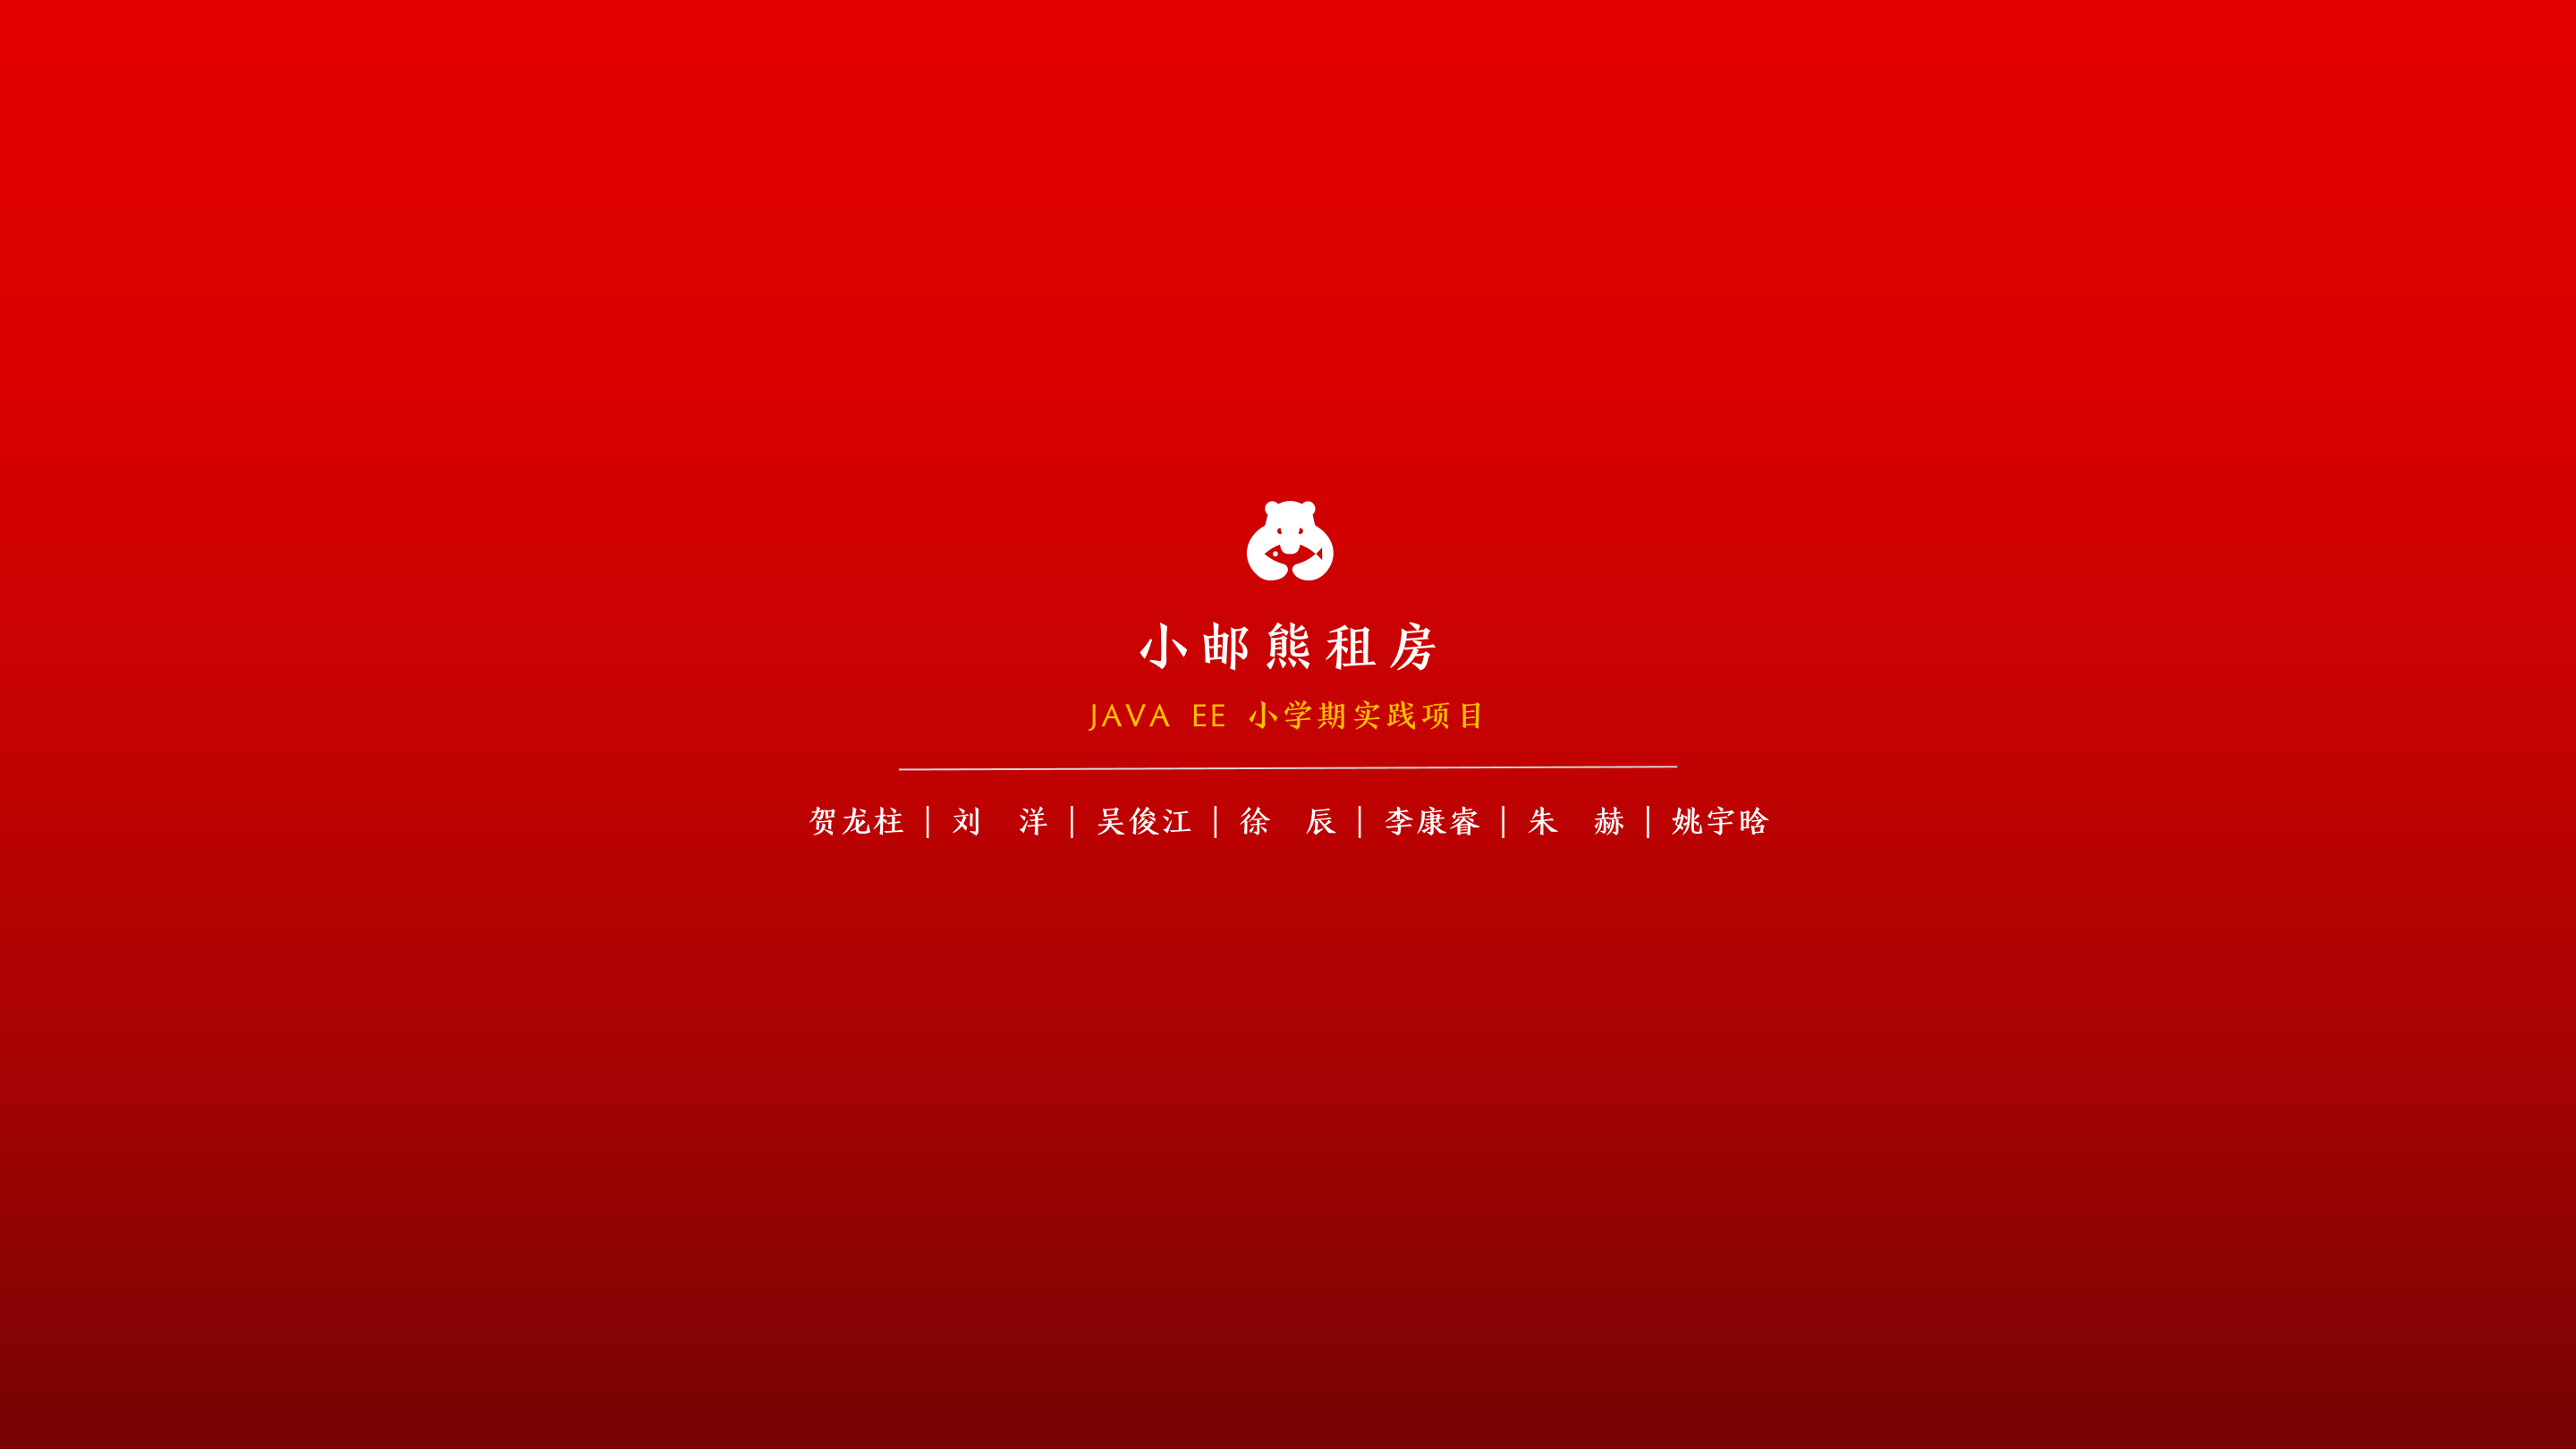 小邮熊租房
JAVA EE 小学期实践项目
贺龙柱 | 刘　洋 | 吴俊江 | 徐　辰 | 李康睿 | 朱　赫 | 姚宇晗